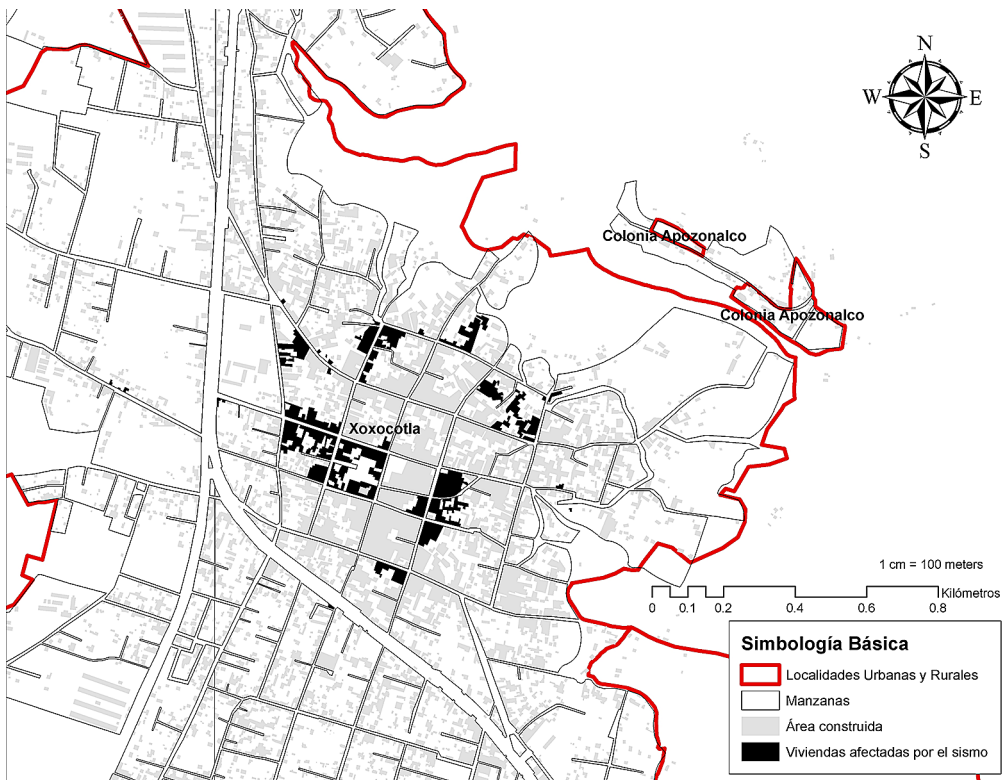 N
W E
S
Colonia Apozonalco
Colonia Apozonalco
Xoxocotla
1 cm = 100 meters
Kilómetros
0 0.1 0.2 0.4 0.6 0.8
Simbología Básica
Localidades Urbanas y Rurales
Manzanas
Área construida
Viviendas afectadas por el sismo